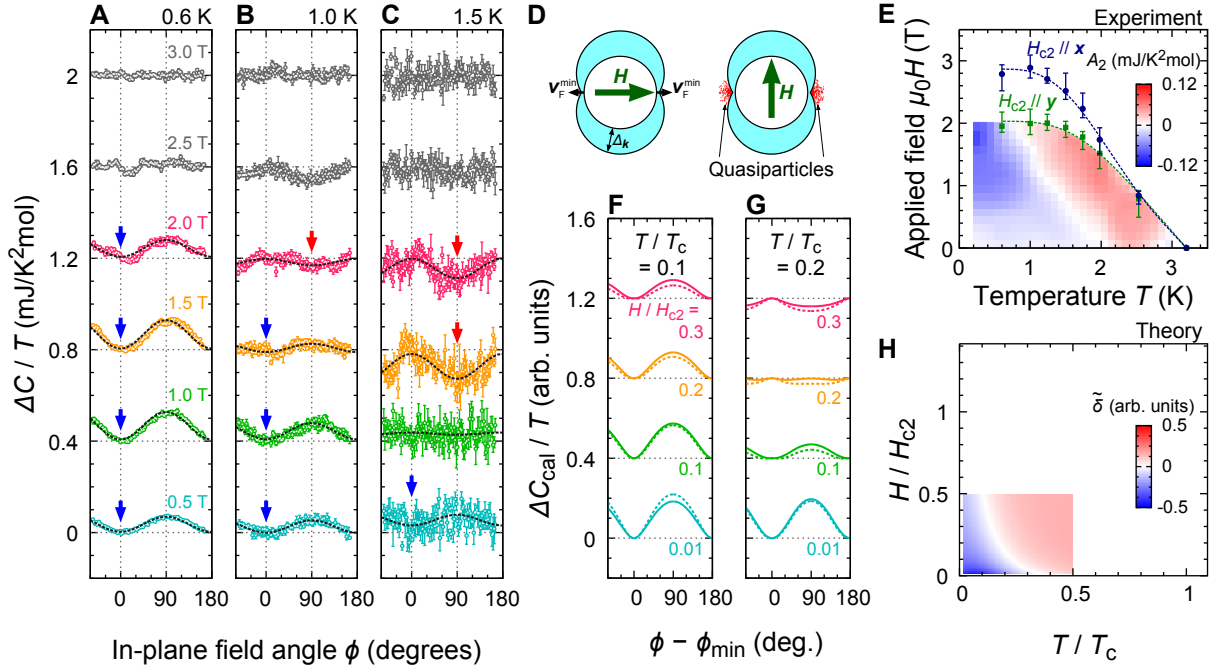 A
0.6 K
B
1.0 K
C
1.5 K
ΔC / T (mJ/K²mol)
2
1.6
1.2
0.8
0.4
0
3.0 T
2.5 T
2.0 T
1.5 T
1.0 T
0.5 T
0 90 180
0 90 180
0 90 180
In-plane field angle ϕ (degrees)
D
v_F^min
H
v_F^min
Δ_k
H
Quasiparticles
F
G
ΔC_cal / T (arb. units)
1.6
1.2
0.8
0.4
0
T / T_c
= 0.1
H / H_c2 =
0.3
0.2
0.1
0.01
T / T_c
= 0.2
0.3
0.2
0.1
0.01
0 90 180
0 90 180
ϕ − ϕ_min (deg.)
E
Experiment
Applied field μ₀H (T)
3
2
1
0
H_c2 // x
H_c2 // y
A₂ (mJ/K²mol)
0.12
0
-0.12
0 1 2 3
Temperature T (K)
H
Theory
H / H_c2
1
0.5
0
δ̃ (arb. units)
0.5
0
-0.5
0 0.5 1
T / T_c